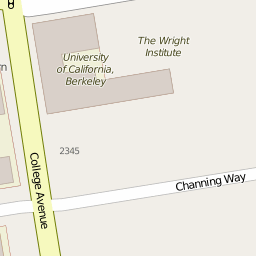 The Wright
Institute
University
of California,
Berkeley
2345
College Avenue
Channing Way